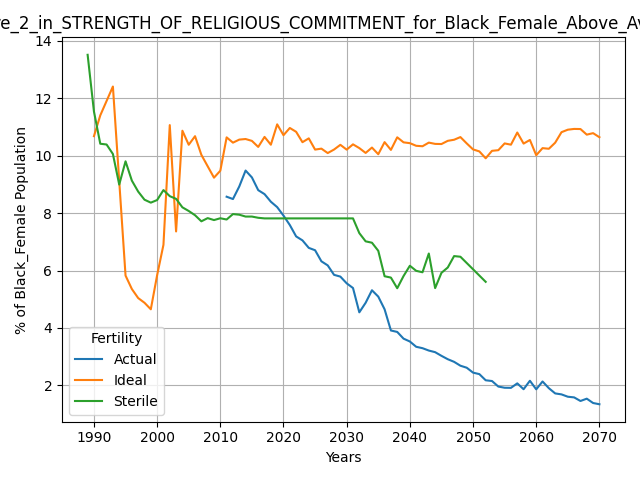 e_2_in_STRENGTH_OF_RELIGIOUS_COMMITMENT_for_Black_Female_Above_Av
14
12
10
8
6
4
2
% of Black_Female Population
Fertility
Actual
Ideal
Sterile
1990 2000 2010 2020 2030 2040 2050 2060 2070
Years